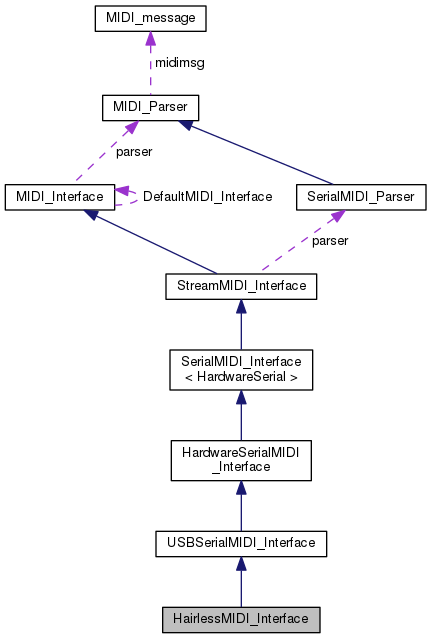 MIDI_message
midimsg
MIDI_Parser
parser
MIDI_Interface
DefaultMIDI_Interface
SerialMIDI_Parser
parser
StreamMIDI_Interface
SerialMIDI_Interface
< HardwareSerial >
HardwareSerialMIDI
_Interface
USBSerialMIDI_Interface
HairlessMIDI_Interface